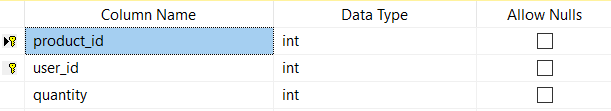 Column Name Data Type Allow Nulls
product_id int
user_id int
quantity int